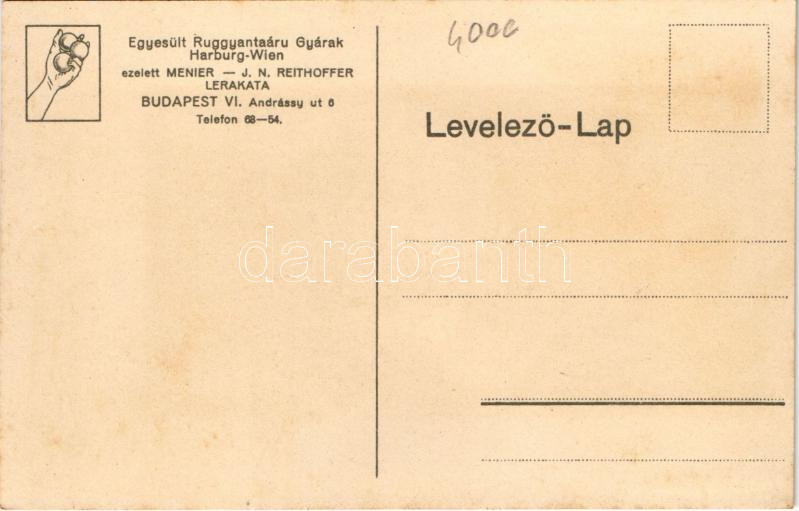 Egyesült Ruggyantaáru Gyárak
Harburg-Wien
ezelett MENIER — J. N. REITHOFFER
LERAKATA
BUDAPEST VI. Andrássy ut 6
Telefon 68—54.
4000
Levelező-Lap
darabanth